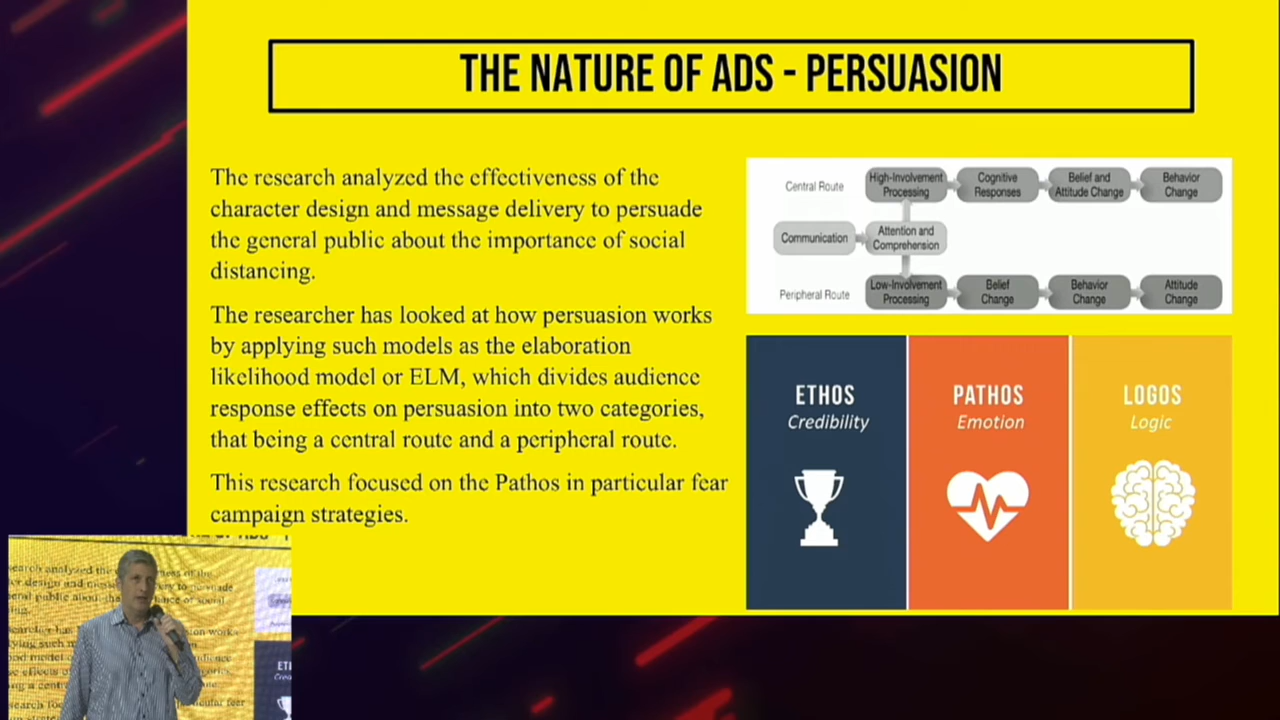 THE NATURE OF ADS - PERSUASION
The research analyzed the effectiveness of the
character design and message delivery to persuade
the general public about the importance of social
distancing.
The researcher has looked at how persuasion works
by applying such models as the elaboration
likelihood model or ELM, which divides audience
response effects on persuasion into two categories,
that being a central route and a peripheral route.
This research focused on the Pathos in particular fear
campaign strategies.
Central Route
High-Involvement
Processing
Cognitive
Responses
Belief and
Attitude Change
Behavior
Change
Communication
Attention and
Comprehension
Peripheral Route
Low-Involvement
Processing
Belief
Change
Behavior
Change
Attitude
Change
ETHOS
Credibility
PATHOS
Emotion
LOGOS
Logic